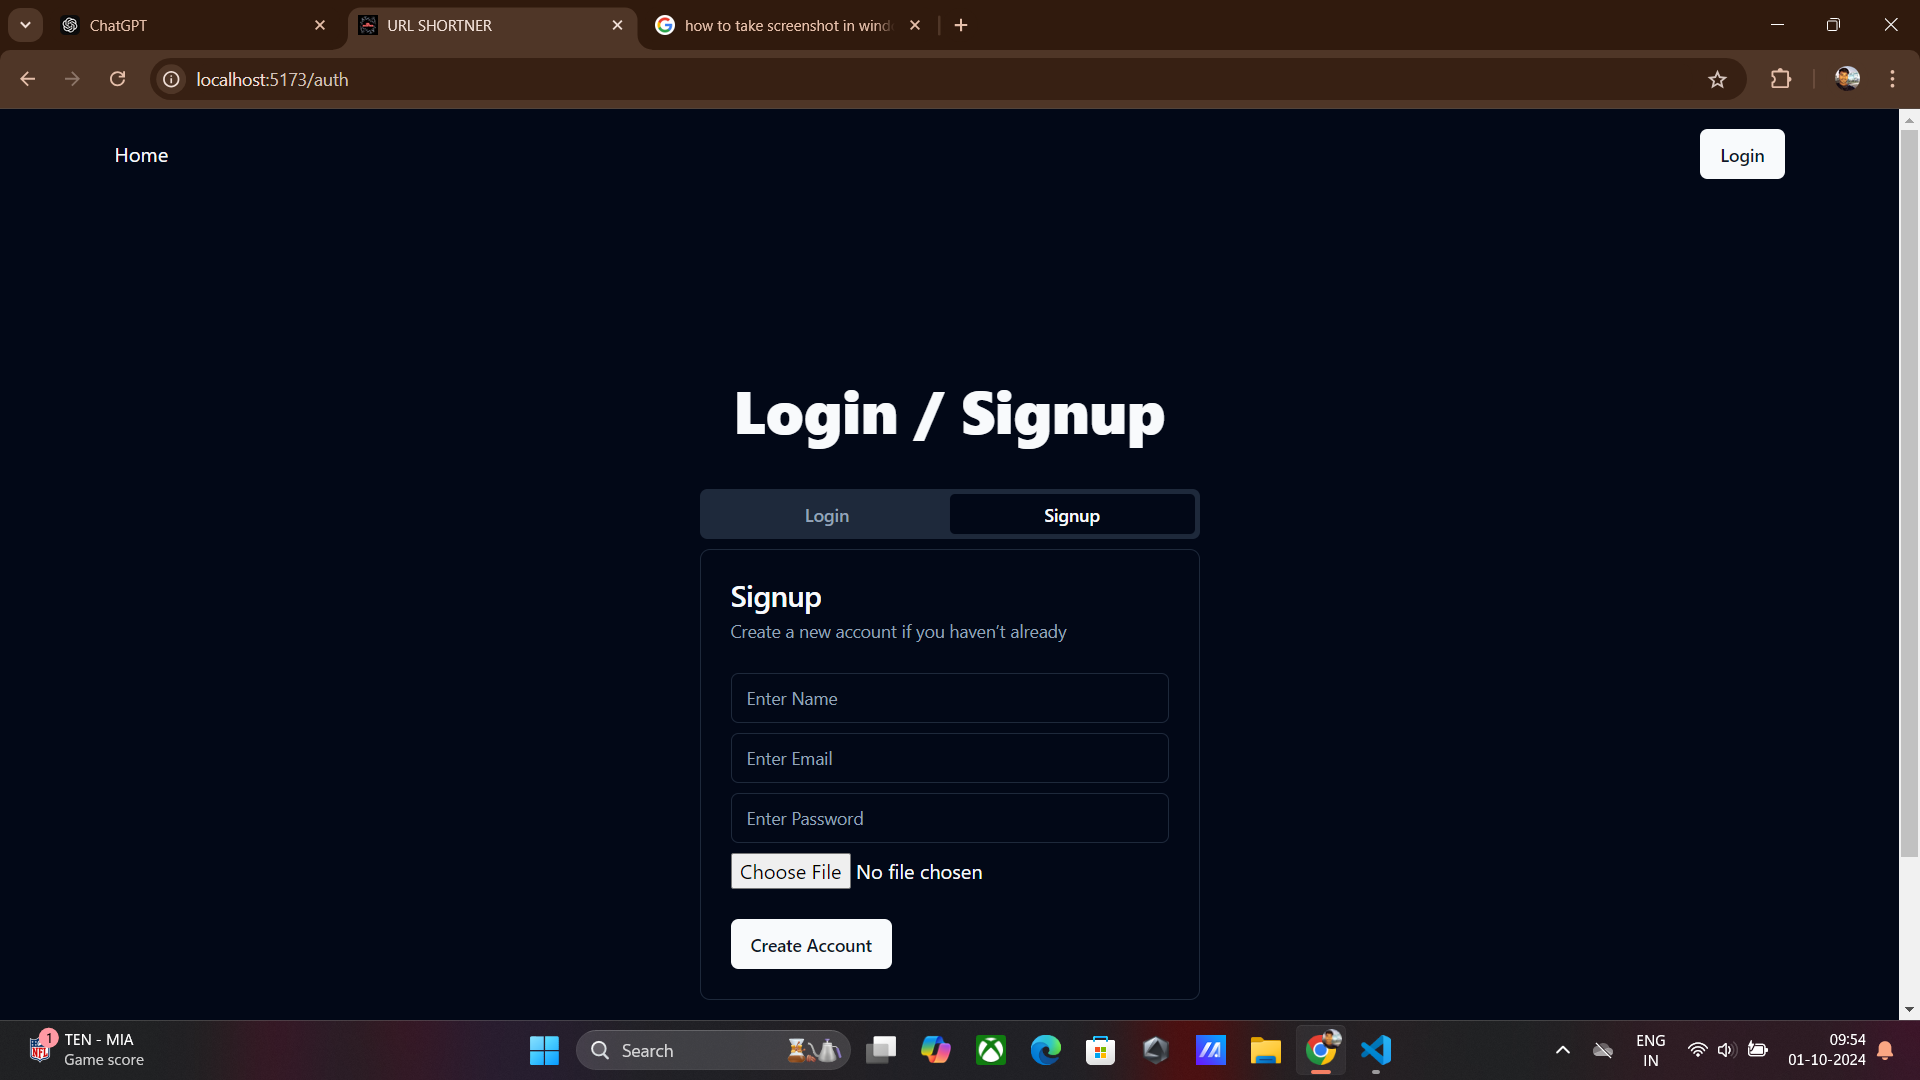 ChatGPT
URL SHORTNER
how to take screenshot in wind
localhost:5173/auth
Home
Login
Login / Signup
Login
Signup
Signup
Create a new account if you haven't already
Enter Name
Enter Email
Enter Password
Choose File No file chosen
Create Account
1
NFL
TEN - MIA
Game score
Search
ENG
IN
09:54
01-10-2024